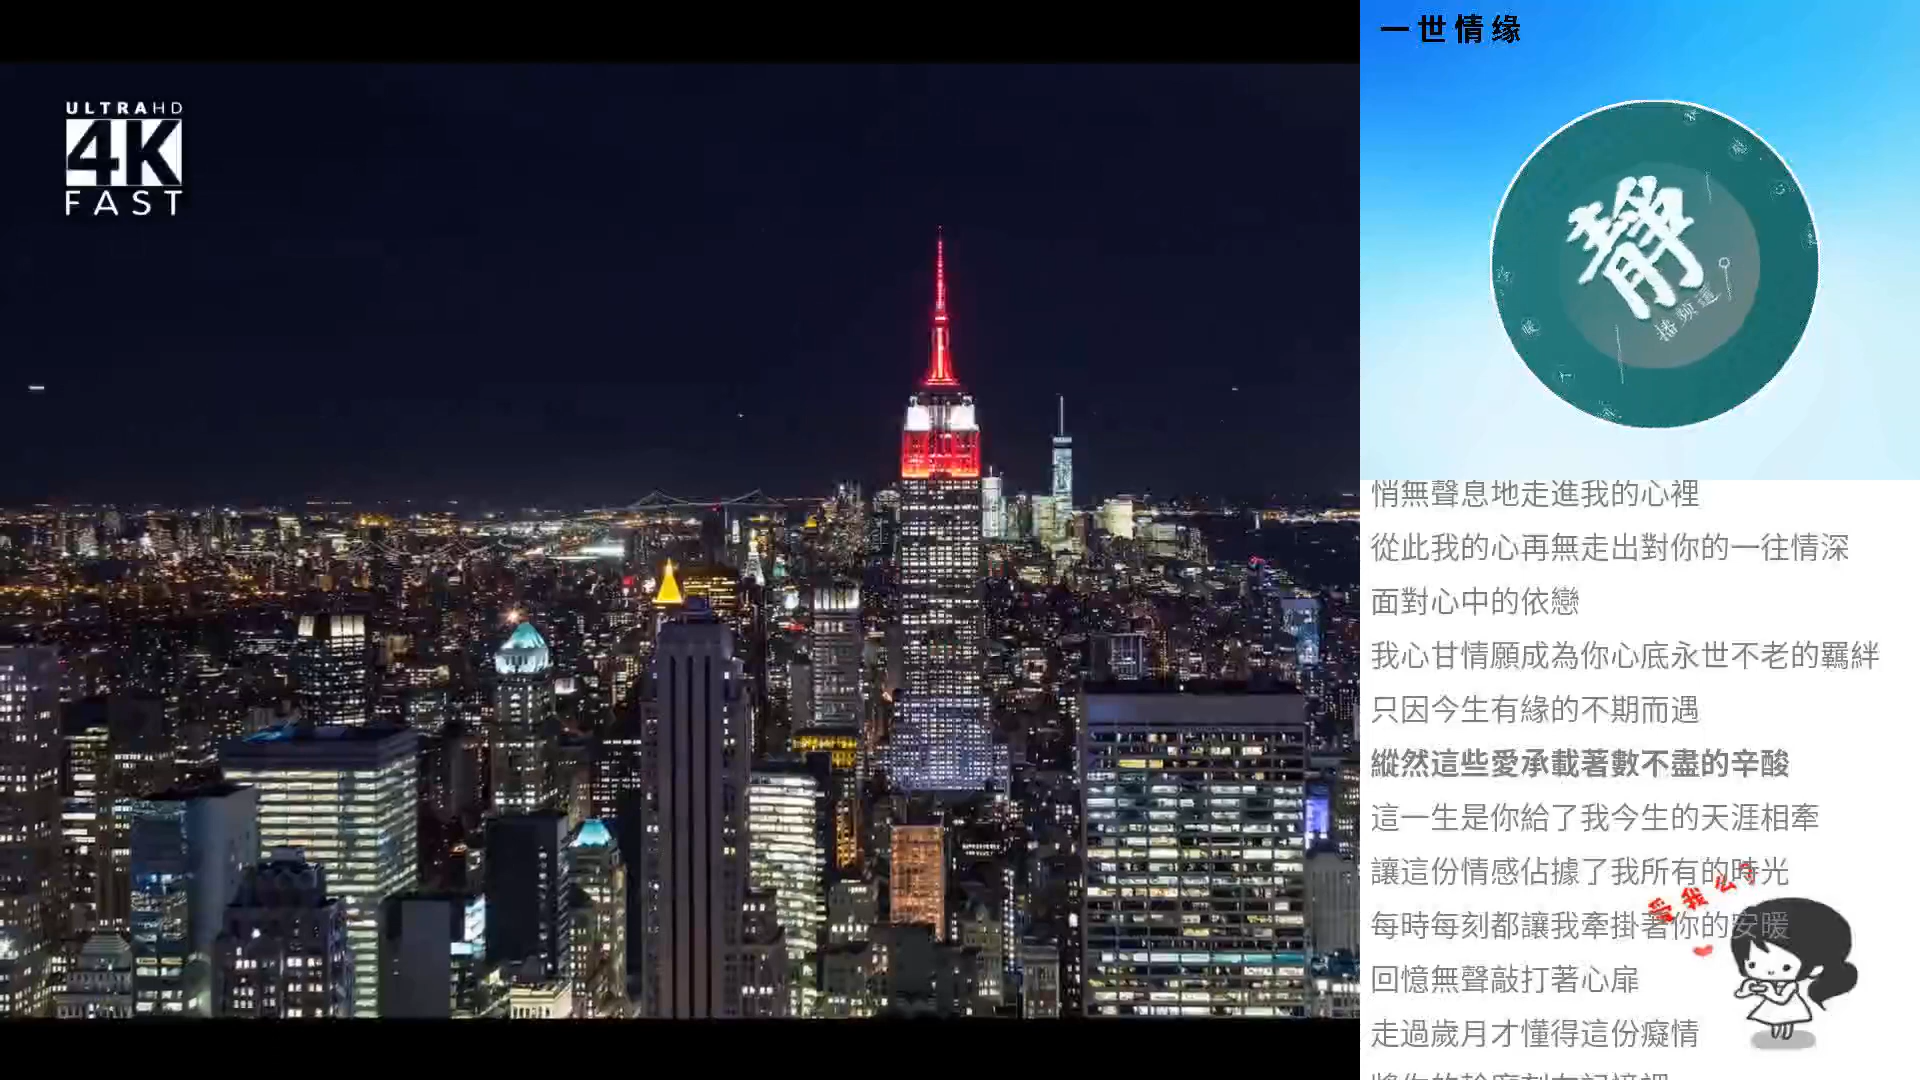 ULTRAHD
4K
FAST
一世情缘
靜
播频道
悄無聲息地走進我的心裡
從此我的心再無走出對你的一往情深
面對心中的依戀
我心甘情願成為你心底永世不老的羈絆
只因今生有緣的不期而遇
縱然這些愛承載著數不盡的辛酸
這一生是你給了我今生的天涯相牽
讓這份情感佔據了我所有的時光
每時每刻都讓我牽掛著你的安暖
回憶無聲敲打著心扉
走過歲月才懂得這份癡情